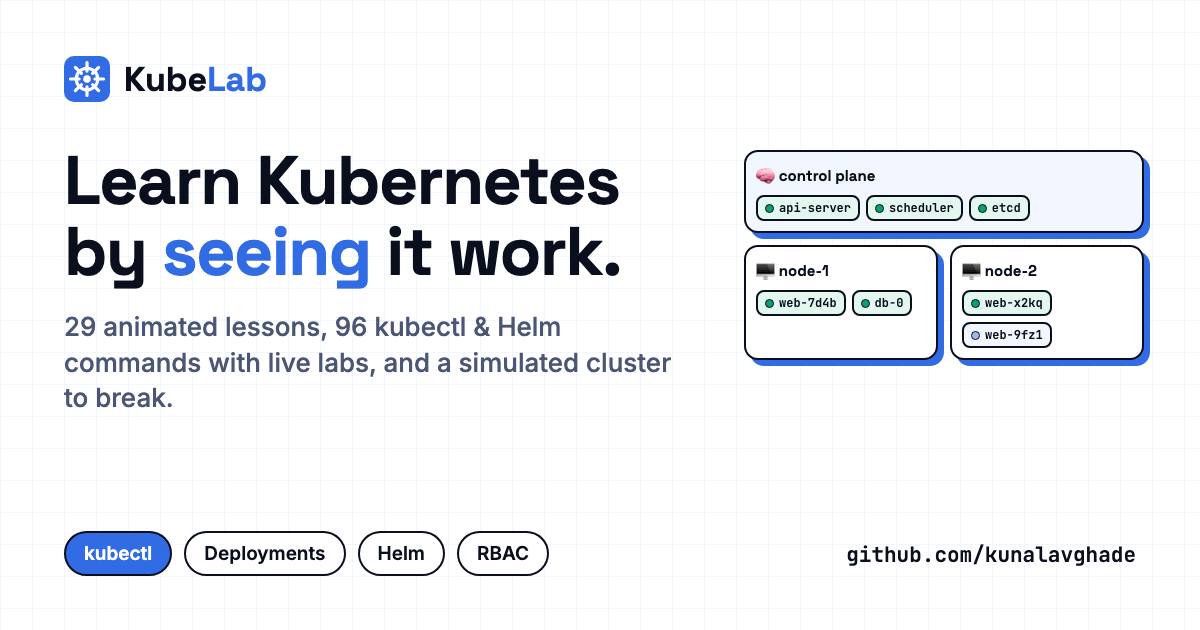 KubeLab
Learn Kubernetes
by seeing it work.
29 animated lessons, 96 kubectl & Helm
commands with live labs, and a simulated cluster
to break.
control plane
api-server scheduler etcd
node-1
web-7d4b db-0
node-2
web-x2kq
web-9fz1
kubectl Deployments Helm RBAC
github.com/kunalavghade